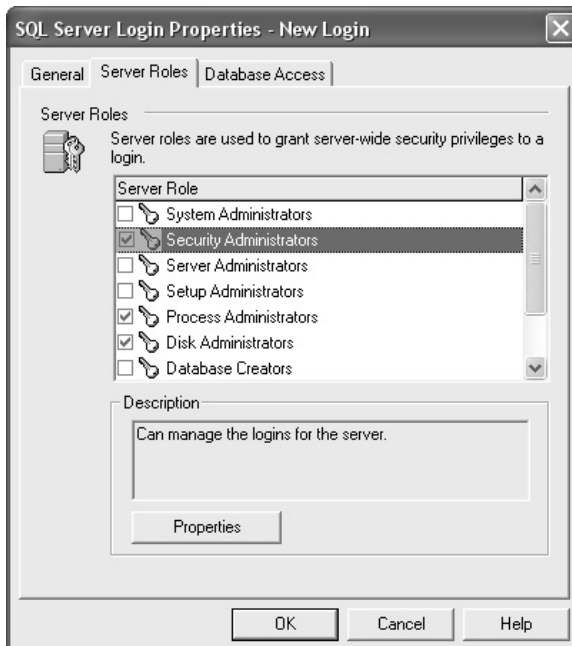 SQL Server Login Properties - New Login
General
Server Roles
Database Access
Server Roles
Server roles are used to grant server-wide security privileges to a
login.
Server Role
System Administrators
Security Administrators
Server Administrators
Setup Administrators
Process Administrators
Disk Administrators
Database Creators
Description
Can manage the logins for the server.
Properties
OK
Cancel
Help